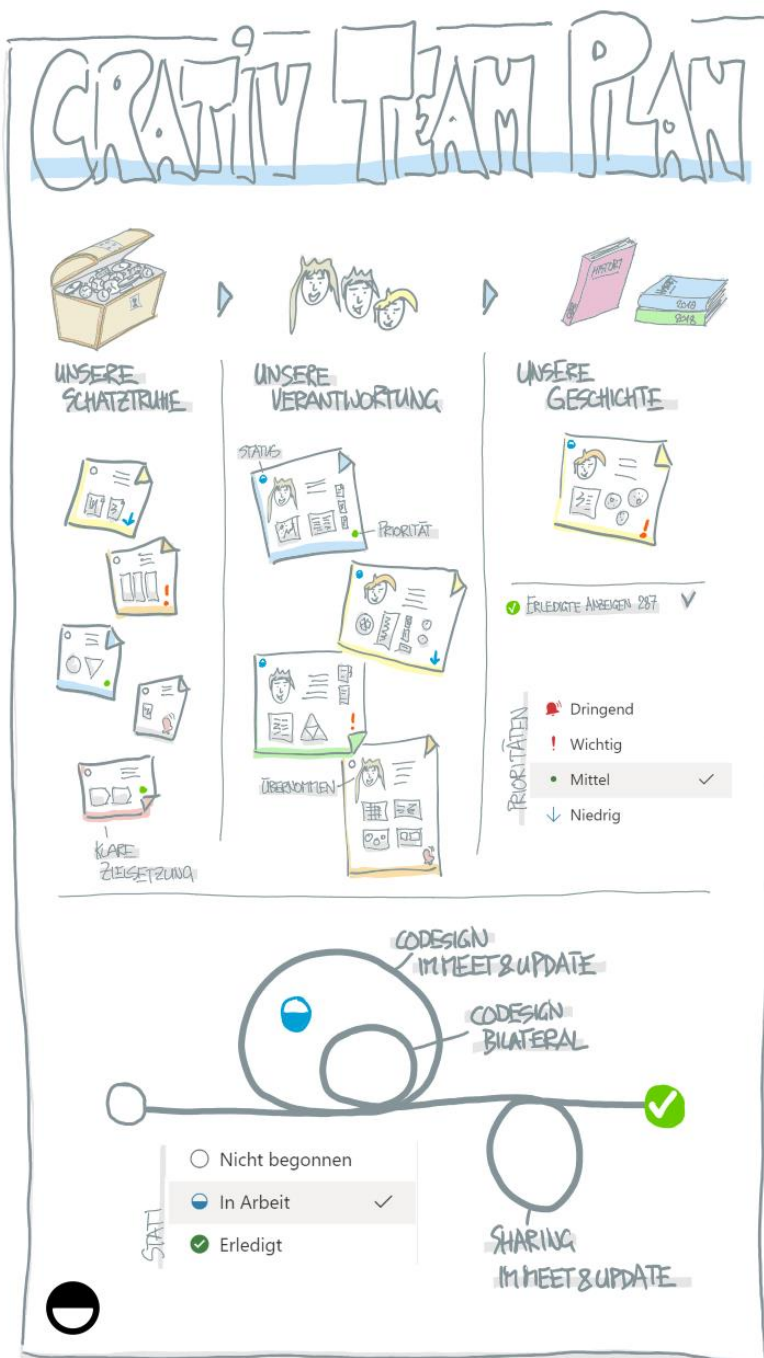 CRATIV TEAM PLAN
HISTORY
2019
2018
UNSERE
SCHATZTRUHE
UNSERE
VERANTWORTUNG
UNSERE
GESCHICHTE
STATUS
PRIORITÄT
ÜBERNOMMEN
KLARE
ZIELSETZUNG
ERLEDIGTE ANZEIGEN 287
PRIORITÄTEN
Dringend
Wichtig
Mittel
Niedrig
CODESIGN
IM MEET & UPDATE
CODESIGN
BILATERAL
STATI
Nicht begonnen
In Arbeit
Erledigt
SHARING
IM MEET & UPDATE